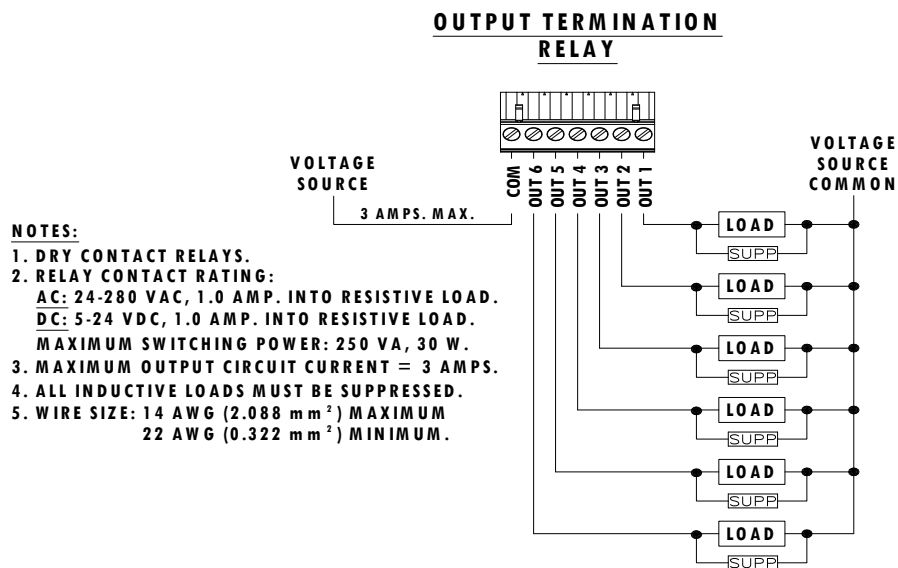 OUTPUT TERMINATION
RELAY
VOLTAGE
SOURCE
3 AMPS. MAX.
COM
OUT 6
OUT 5
OUT 4
OUT 3
OUT 2
OUT 1
VOLTAGE
SOURCE
COMMON
LOAD
SUPP
LOAD
SUPP
LOAD
SUPP
LOAD
SUPP
LOAD
SUPP
LOAD
SUPP
NOTES:
1. DRY CONTACT RELAYS.
2. RELAY CONTACT RATING:
AC: 24-280 VAC, 1.0 AMP. INTO RESISTIVE LOAD.
DC: 5-24 VDC, 1.0 AMP. INTO RESISTIVE LOAD.
MAXIMUM SWITCHING POWER: 250 VA, 30 W.
3. MAXIMUM OUTPUT CIRCUIT CURRENT = 3 AMPS.
4. ALL INDUCTIVE LOADS MUST BE SUPPRESSED.
5. WIRE SIZE: 14 AWG (2.088 mm²) MAXIMUM
22 AWG (0.322 mm²) MINIMUM.